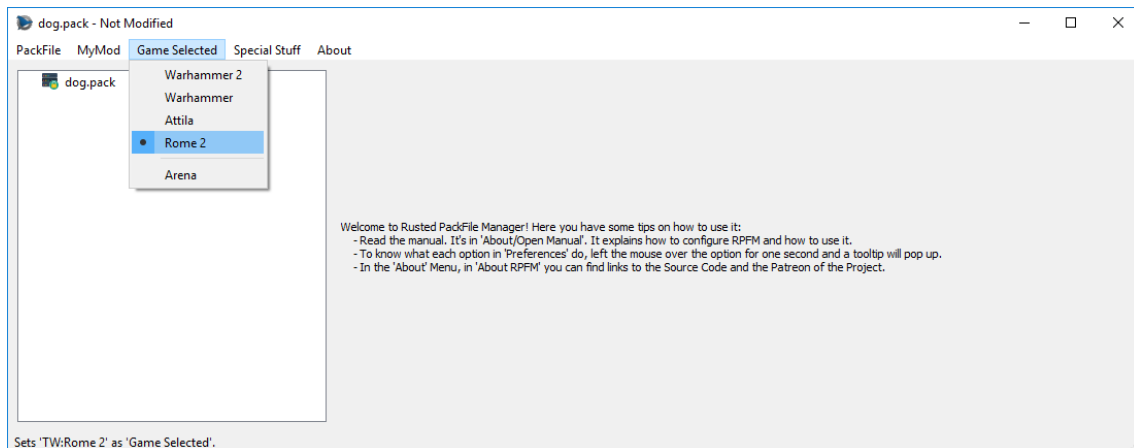 dog.pack - Not Modified
PackFile MyMod Game Selected Special Stuff About
dog.pack
Warhammer 2
Warhammer
Attila
Rome 2
Arena
Welcome to Rusted PackFile Manager! Here you have some tips on how to use it:
- Read the manual. It's in 'About/Open Manual'. It explains how to configure RPFM and how to use it.
- To know what each option in 'Preferences' do, left the mouse over the option for one second and a tooltip will pop up.
- In the 'About' Menu, in 'About RPFM' you can find links to the Source Code and the Patreon of the Project.
Sets 'TW:Rome 2' as 'Game Selected'.